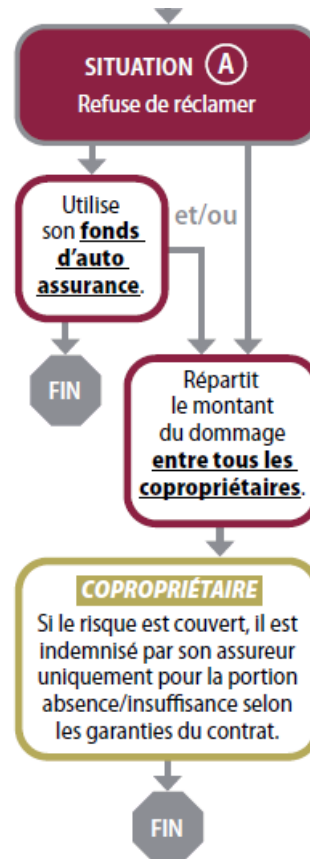 SITUATION A
Refuse de réclamer
Utilise
son fonds
d'auto
assurance.
et/ou
FIN
Répartit
le montant
du dommage
entre tous les
copropriétaires.
COPROPRIÉTAIRE
Si le risque est couvert, il est
indemnisé par son assureur
uniquement pour la portion
absence/insuffisance selon
les garanties du contrat.
FIN